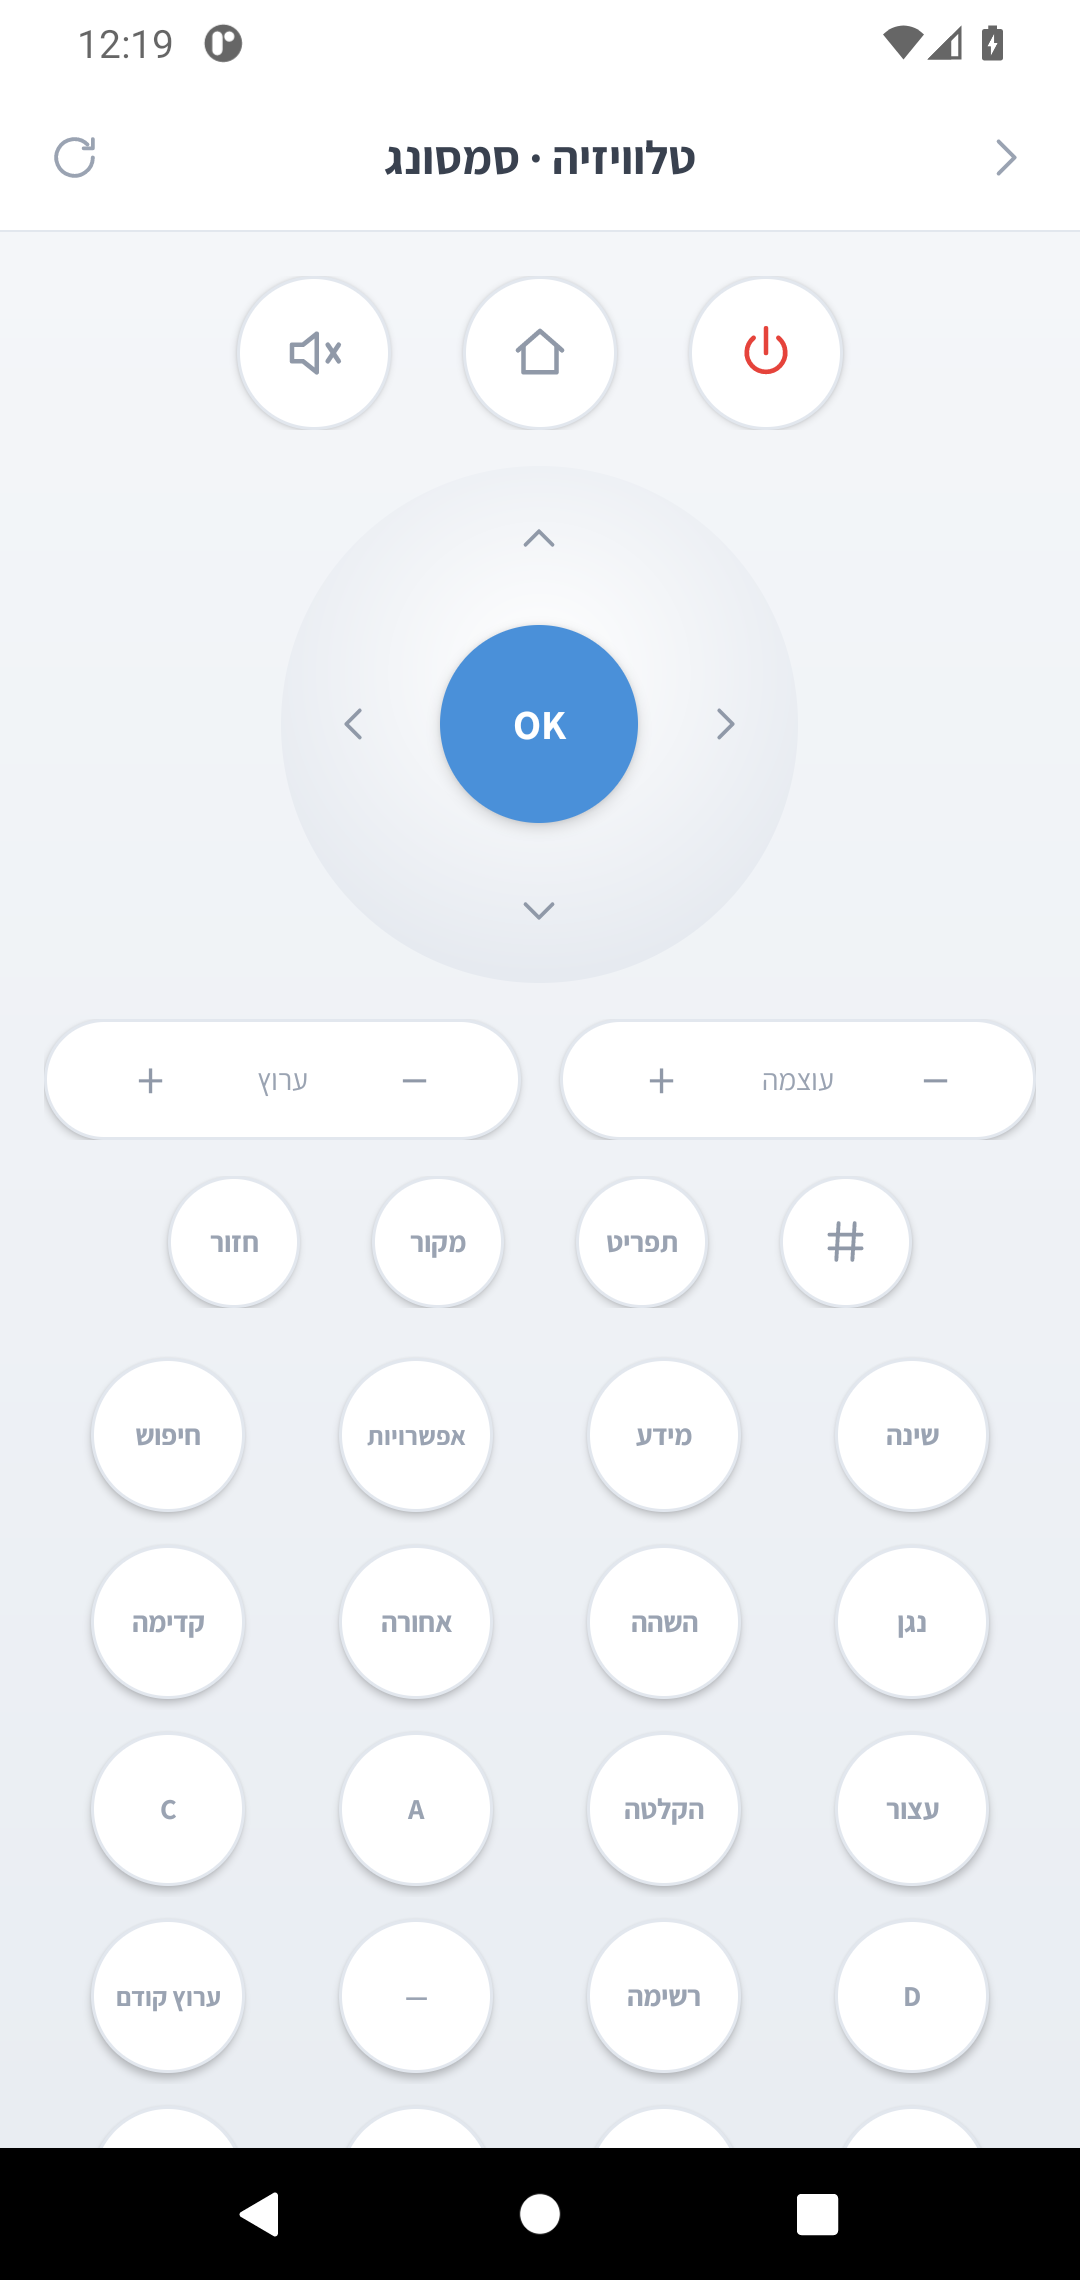 12:19
טלוויזיה · סמסונג
OK
− עוצמה +
− ערוץ +
# תפריט מקור חזור
שינה מידע אפשרויות חיפוש
נגן השהה אחורה קדימה
עצור הקלטה A C
D רשימה – ערוץ קודם